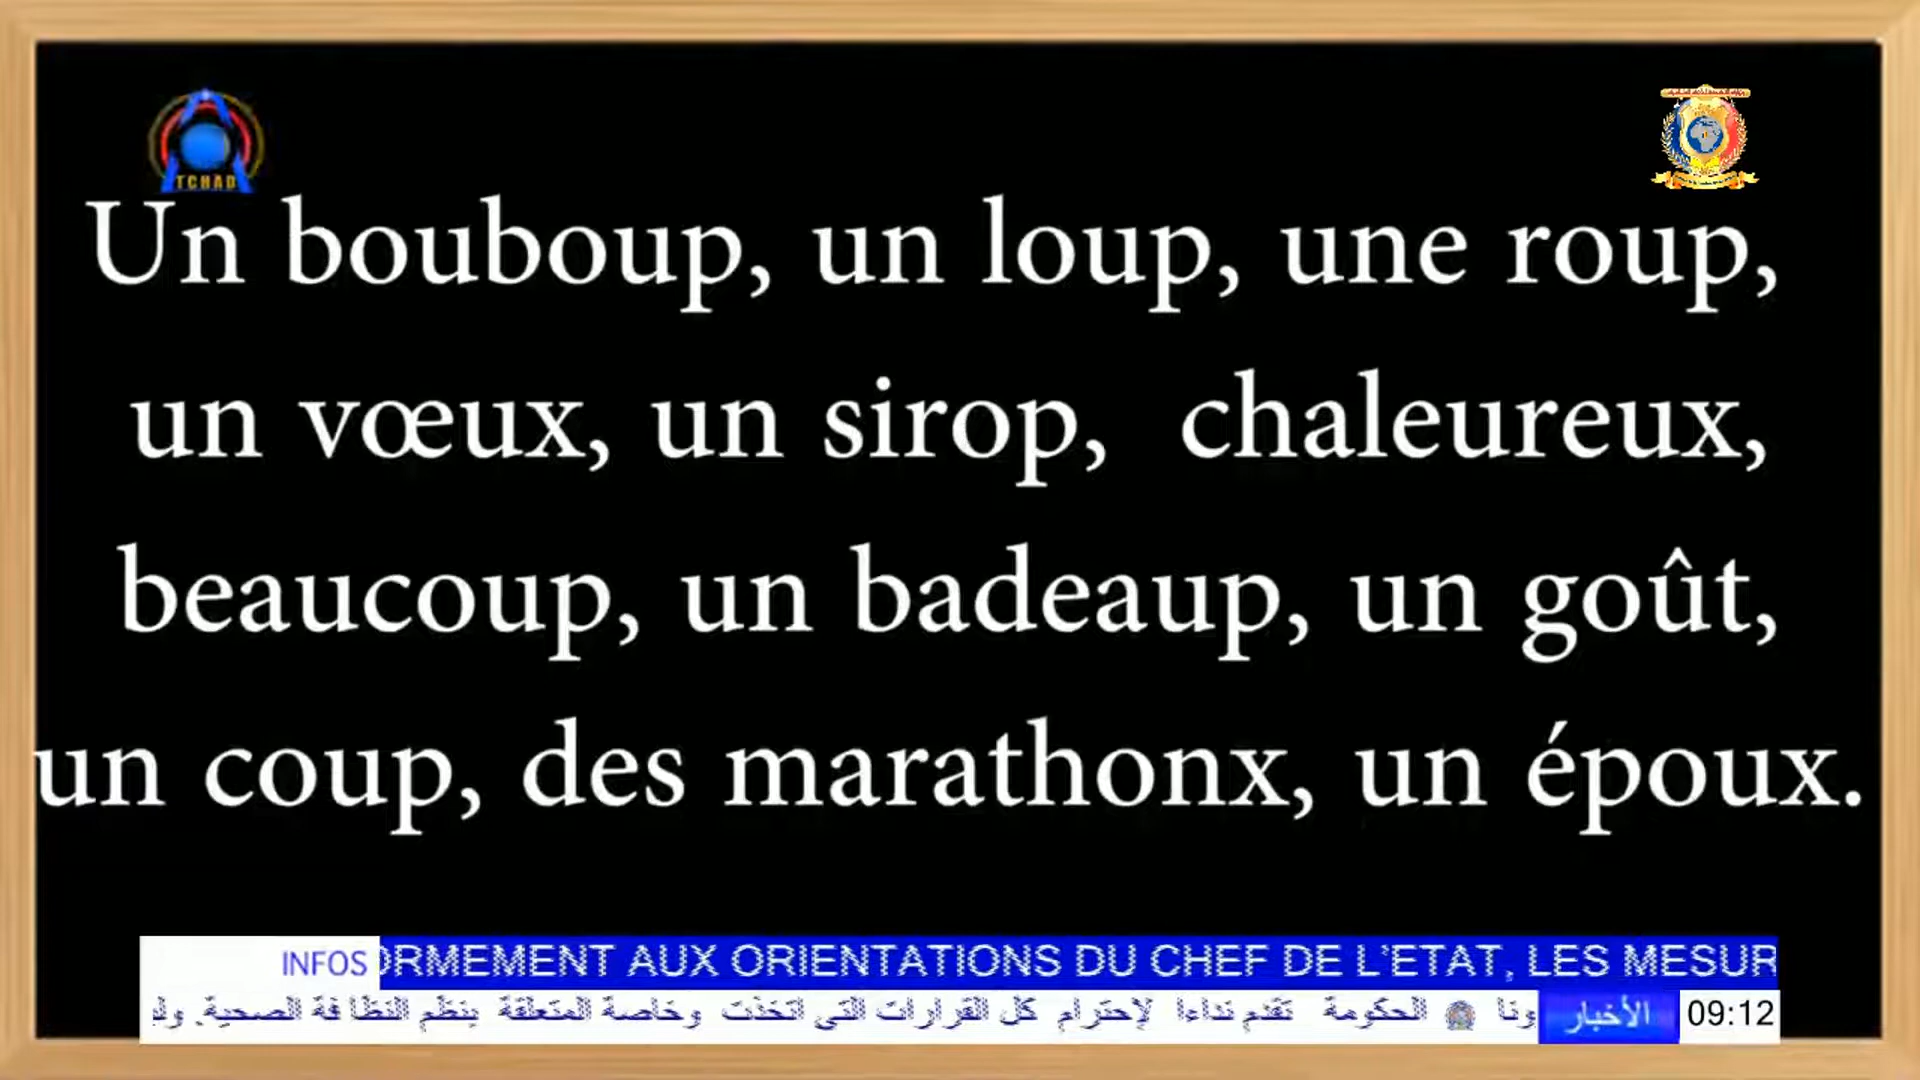 TCHAD
Un bouboup, un loup, une roup,
un vœux, un sirop, chaleureux,
beaucoup, un badeaup, un goût,
un coup, des marathonx, un époux.
INFOS ORMEMENT AUX ORIENTATIONS DU CHEF DE L'ETAT, LES MESUR
الأخبار ونا الحكومة تقدم نداءا لإحترام كل القرارات التى اتخذت وخاصة المتعلقة بنظم النظافة الصحية. ولي
09:12